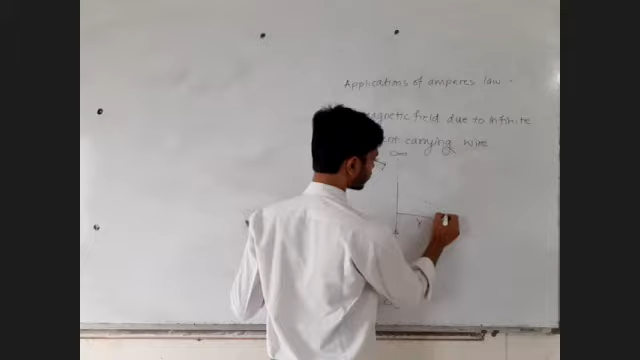 Applications of amperes law .
magnetic field due to infinite
carrying wire